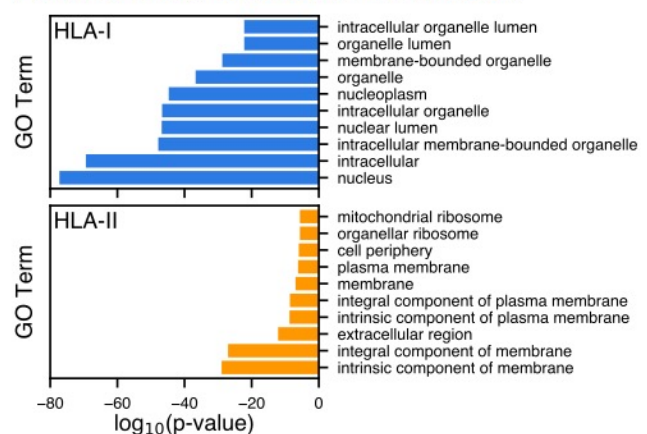 HLA-I
GO Term
intracellular organelle lumen
organelle lumen
membrane-bounded organelle
organelle
nucleoplasm
intracellular organelle
nuclear lumen
intracellular membrane-bounded organelle
intracellular
nucleus
HLA-II
GO Term
mitochondrial ribosome
organellar ribosome
cell periphery
plasma membrane
membrane
integral component of plasma membrane
intrinsic component of plasma membrane
extracellular region
integral component of membrane
intrinsic component of membrane
−80 −60 −40 −20 0
log₁₀(p-value)